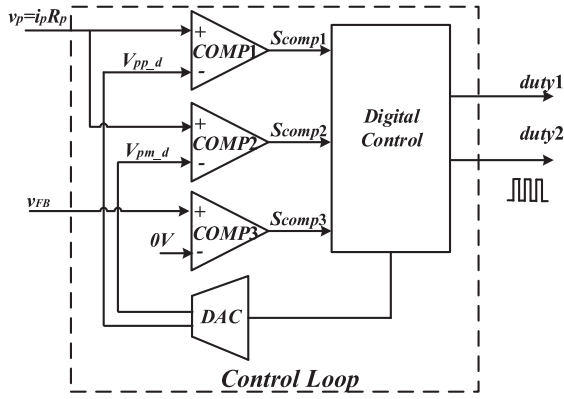 vp=ipRp
COMP1
Scomp1
Vpp_d
+
-
Digital
Control
duty1
COMP2
Scomp2
Vpm_d
+
-
duty2
vFB
COMP3
Scomp3
+
-
0V
DAC
Control Loop